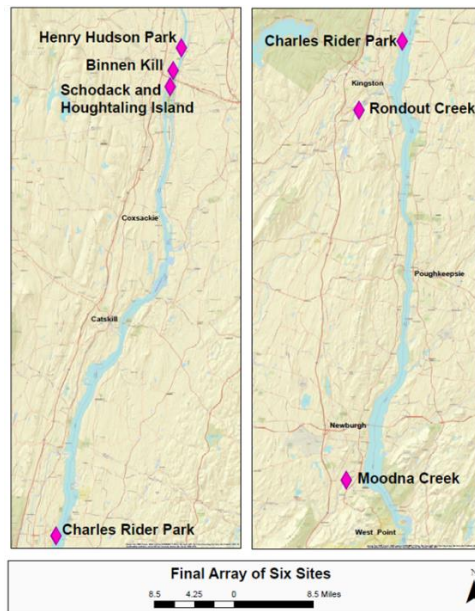 Henry Hudson Park
Binnen Kill
Schodack and
Houghtaling Island
Coxsackie
Catskill
Charles Rider Park
Charles Rider Park
Kingston
Rondout Creek
Poughkeepsie
Newburgh
Moodna Creek
West Point
Final Array of Six Sites
8.5 4.25 0 8.5 Miles
N